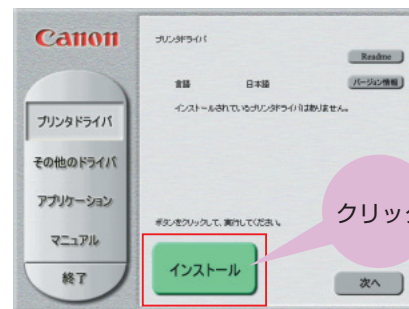 Canon
プリンタドライバ
Readme
言語 日本語
バージョン情報
インストールされているプリンタドライバはありません。
プリンタドライバ
その他のドライバ
アプリケーション
マニュアル
終了
ボタンをクリックして、実行してください。
クリック
インストール
次へ